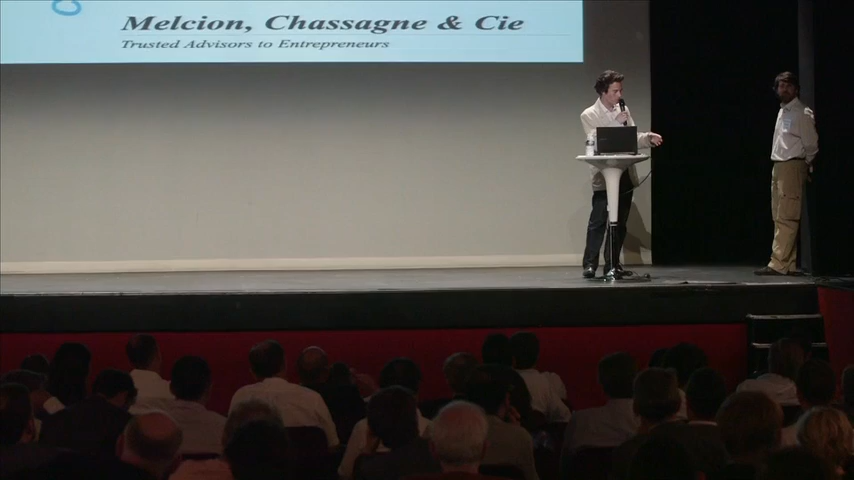 Melcion, Chassagne & Cie
Trusted Advisors to Entrepreneurs